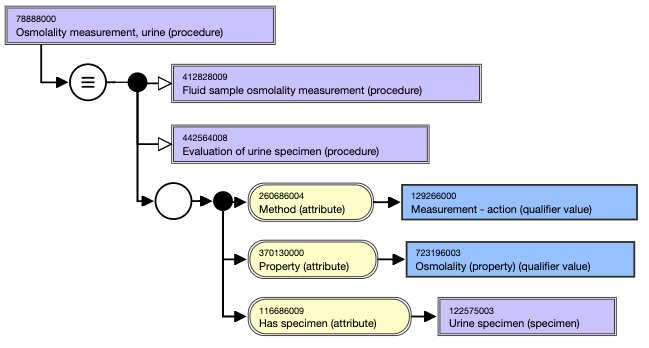 78888000
Osmolality measurement, urine (procedure)
412828009
Fluid sample osmolality measurement (procedure)
442564008
Evaluation of urine specimen (procedure)
260686004
Method (attribute)
129266000
Measurement - action (qualifier value)
370130000
Property (attribute)
723196003
Osmolality (property) (qualifier value)
116686009
Has specimen (attribute)
122575003
Urine specimen (specimen)